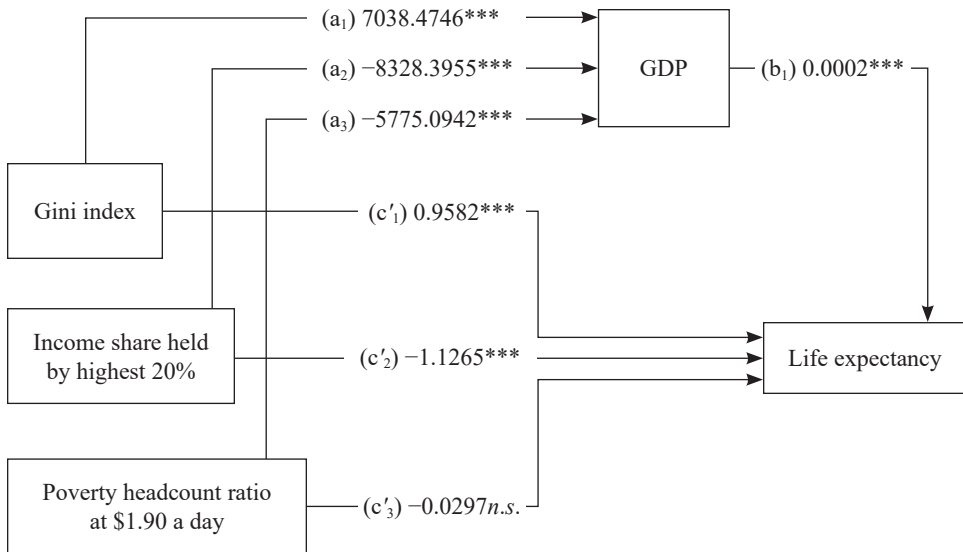 (a₁) 7038.4746***
(a₂) −8328.3955***
(a₃) −5775.0942***
GDP
(b₁) 0.0002***
Gini index
(c′₁) 0.9582***
Income share held
by highest 20%
(c′₂) −1.1265***
Life expectancy
Poverty headcount ratio
at $1.90 a day
(c′₃) −0.0297n.s.